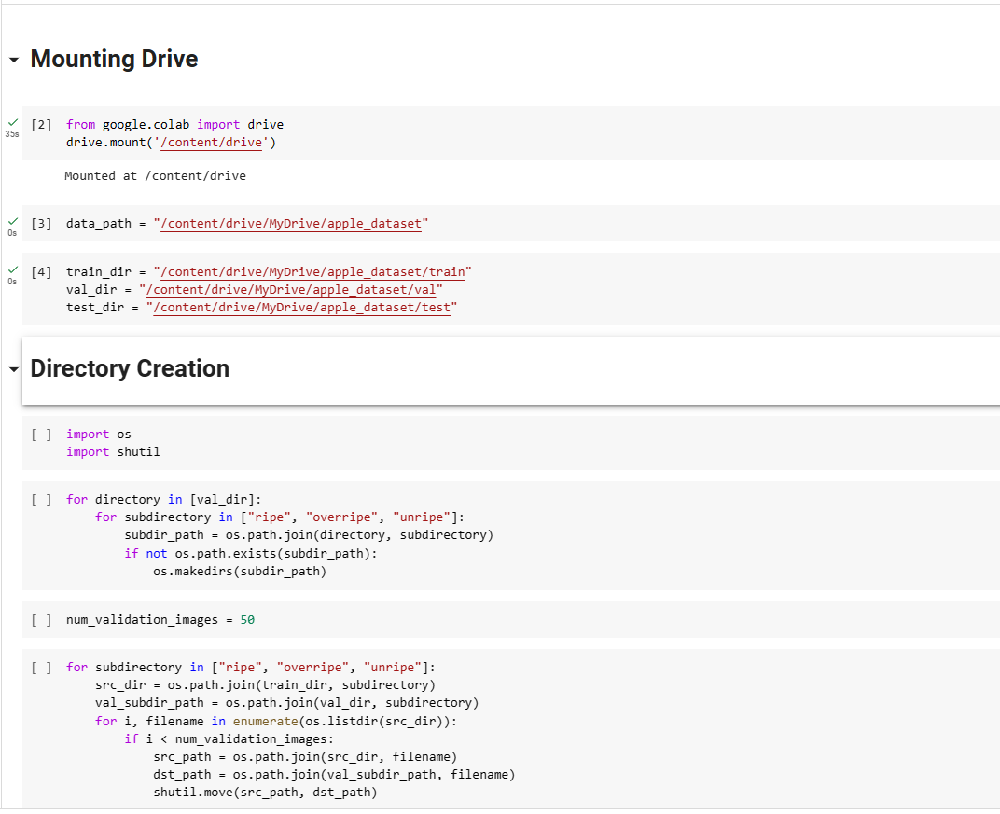 Mounting Drive
35s
[2] from google.colab import drive
drive.mount('/content/drive')
Mounted at /content/drive
0s
[3] data_path = "/content/drive/MyDrive/apple_dataset"
0s
[4] train_dir = "/content/drive/MyDrive/apple_dataset/train"
val_dir = "/content/drive/MyDrive/apple_dataset/val"
test_dir = "/content/drive/MyDrive/apple_dataset/test"
Directory Creation
[ ] import os
import shutil
[ ] for directory in [val_dir]:
    for subdirectory in ["ripe", "overripe", "unripe"]:
        subdir_path = os.path.join(directory, subdirectory)
        if not os.path.exists(subdir_path):
            os.makedirs(subdir_path)
[ ] num_validation_images = 50
[ ] for subdirectory in ["ripe", "overripe", "unripe"]:
    src_dir = os.path.join(train_dir, subdirectory)
    val_subdir_path = os.path.join(val_dir, subdirectory)
    for i, filename in enumerate(os.listdir(src_dir)):
        if i < num_validation_images:
            src_path = os.path.join(src_dir, filename)
            dst_path = os.path.join(val_subdir_path, filename)
            shutil.move(src_path, dst_path)